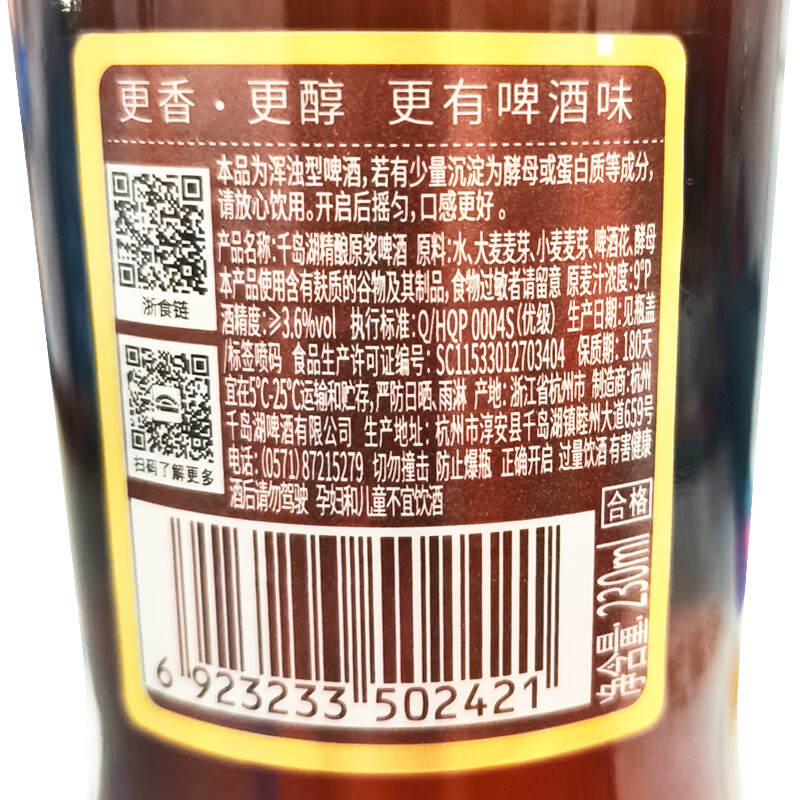 更香·更醇 更有啤酒味
本品为浑浊型啤酒,若有少量沉淀为酵母或蛋白质等成分,
请放心饮用。开启后摇匀,口感更好。
产品名称:千岛湖精酿原浆啤酒 原料:水、大麦麦芽、小麦麦芽、啤酒花、酵母
本产品使用含有麸质的谷物及其制品,食物过敏者请留意 原麦汁浓度:9°P
酒精度:≥3.6%vol 执行标准:Q/HQP 0004S(优级) 生产日期:见瓶盖
/标签喷码 食品生产许可证编号:SC11533012703404 保质期:180天
宜在5°C-25°C运输和贮存,严防日晒、雨淋 产地:浙江省杭州市 制造商:杭州
千岛湖啤酒有限公司 生产地址:杭州市淳安县千岛湖镇睦州大道659号
电话:(0571)87215279 切勿撞击 防止爆瓶 正确开启 过量饮酒 有害健康
酒后请勿驾驶 孕妇和儿童不宜饮酒
浙食链
扫码了解更多
合格
净含量:230ml
6 923233 502421